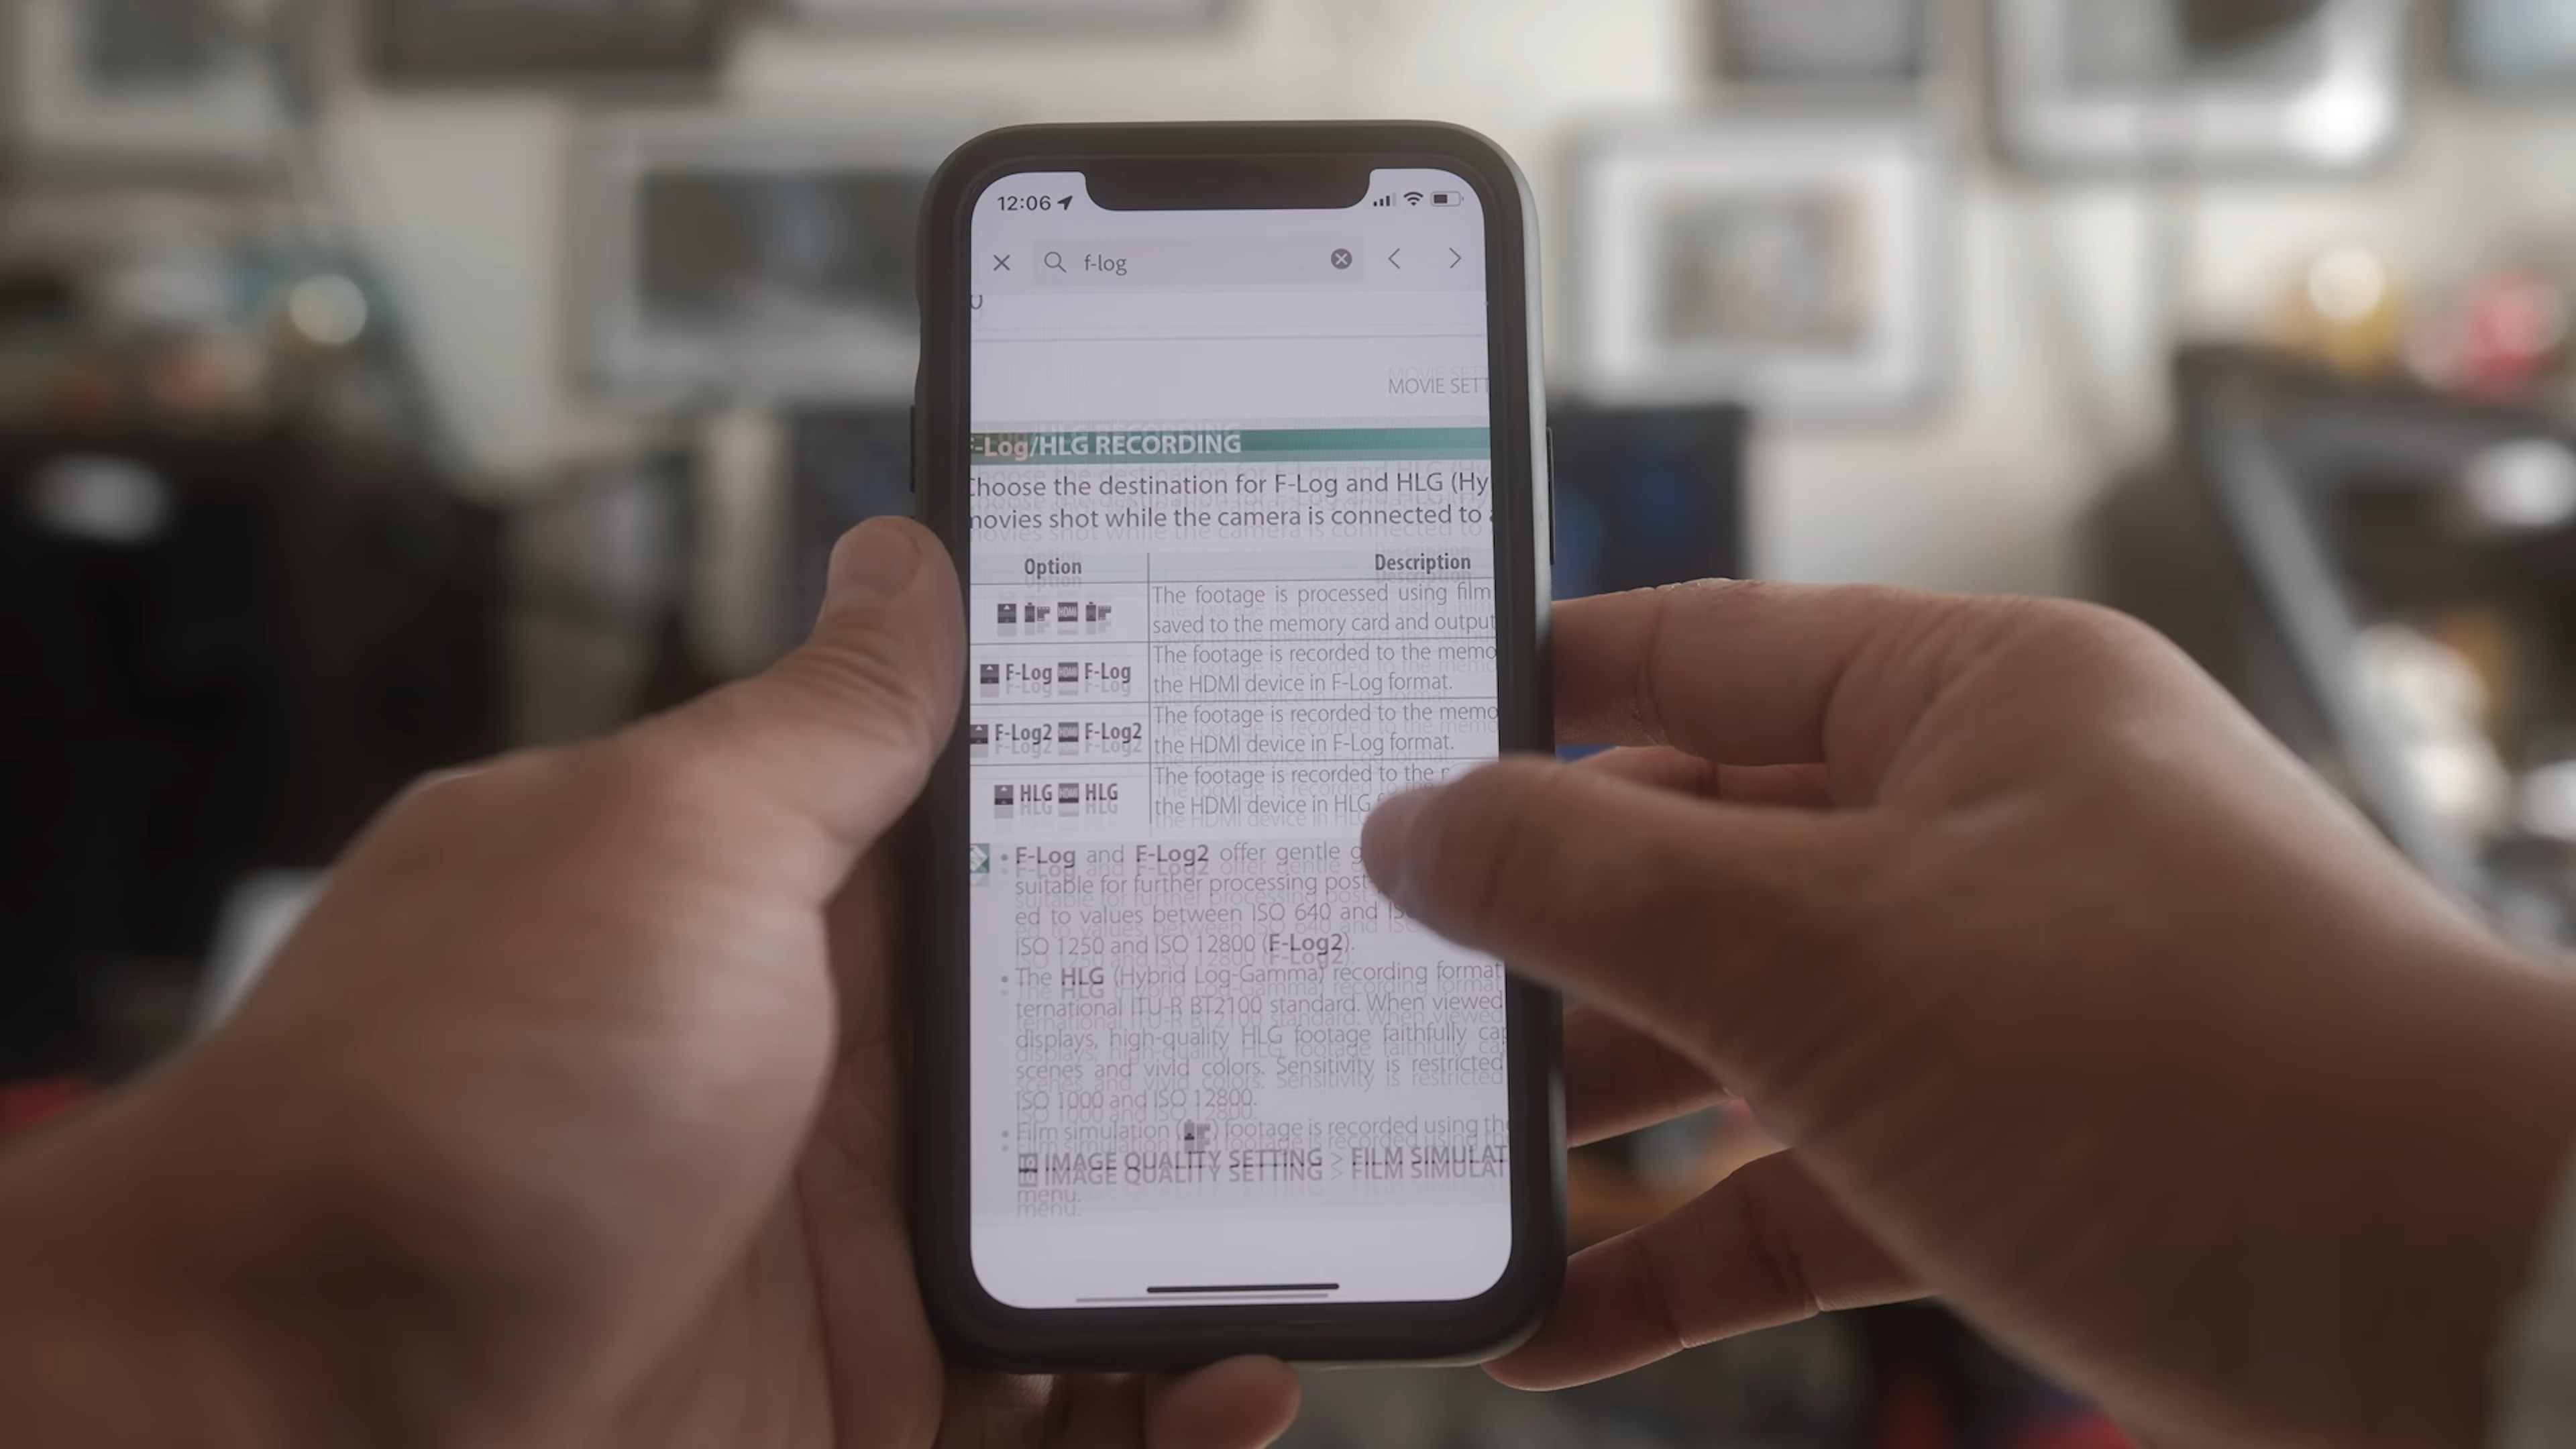 12:06
f-log
MOVIE SETT
-Log/HLG RECORDING
Choose the destination for F-Log and HLG (Hy
movies shot while the camera is connected to a
Option Description
The footage is processed using film
saved to the memory card and output
F-Log HDMI F-Log The footage is recorded to the memo
the HDMI device in F-Log format.
F-Log2 HDMI F-Log2 The footage is recorded to the memo
the HDMI device in F-Log format.
HLG HDMI HLG The footage is recorded to the
the HDMI device in HLG
• F-Log and F-Log2 offer gentle g
suitable for further processing post
ed to values between ISO 640 and ISO
ISO 1250 and ISO 12800 (F-Log2).
• The HLG (Hybrid Log-Gamma) recording format
ternational ITU-R BT2100 standard. When viewed
displays, high-quality HLG footage faithfully cap
scenes and vivid colors. Sensitivity is restricted
ISO 1000 and ISO 12800.
• Film simulation ( ) footage is recorded using the
IMAGE QUALITY SETTING > FILM SIMULAT
menu.